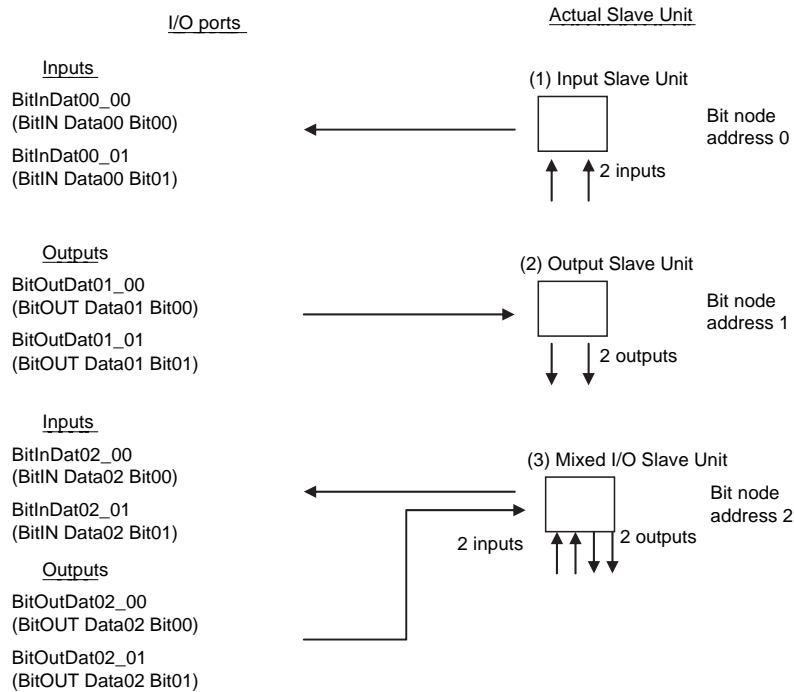 I/O ports
Actual Slave Unit
Inputs
BitInDat00_00
(BitIN Data00 Bit00)
BitInDat00_01
(BitIN Data00 Bit01)
(1) Input Slave Unit
Bit node
address 0
2 inputs
Outputs
BitOutDat01_00
(BitOUT Data01 Bit00)
BitOutDat01_01
(BitOUT Data01 Bit01)
(2) Output Slave Unit
Bit node
address 1
2 outputs
Inputs
BitInDat02_00
(BitIN Data02 Bit00)
BitInDat02_01
(BitIN Data02 Bit01)
(3) Mixed I/O Slave Unit
Bit node
address 2
2 inputs
2 outputs
Outputs
BitOutDat02_00
(BitOUT Data02 Bit00)
BitOutDat02_01
(BitOUT Data02 Bit01)